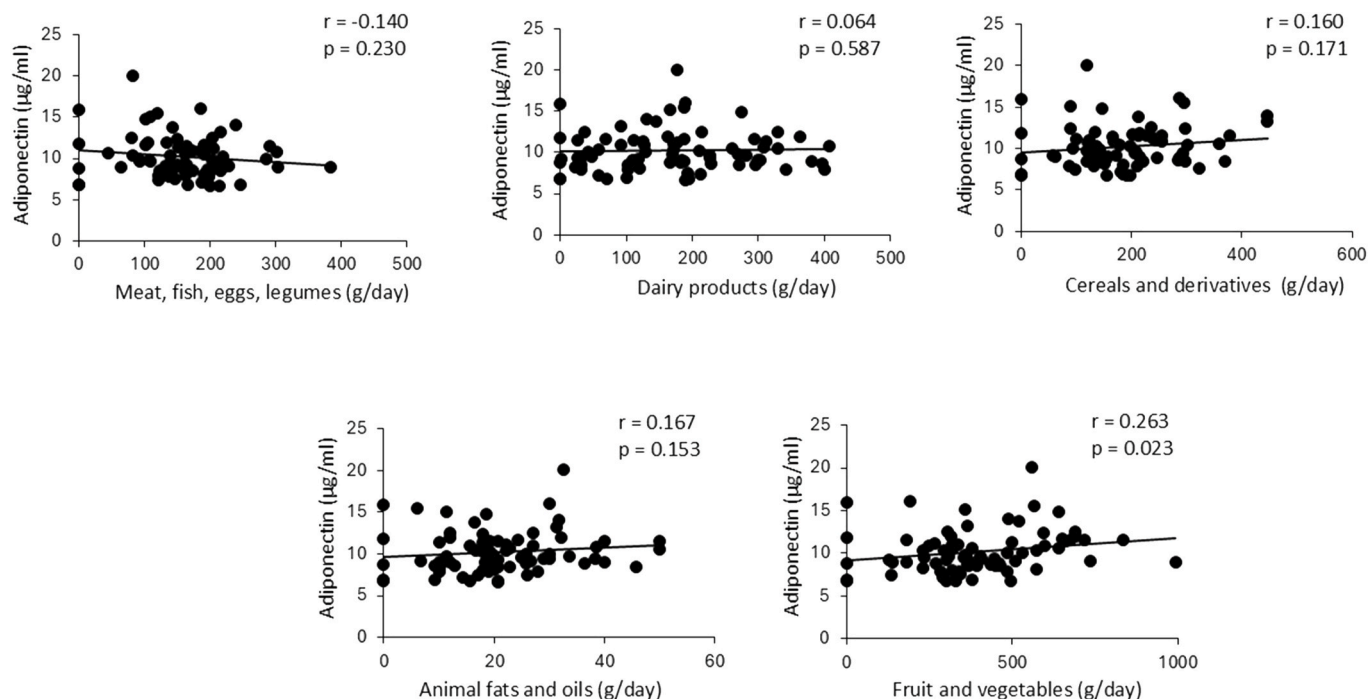 r = -0.140
p = 0.230
Adiponectin (µg/ml)
25
20
15
10
5
0
0 100 200 300 400 500
Meat, fish, eggs, legumes (g/day)
r = 0.064
p = 0.587
Adiponectin (µg/ml)
25
20
15
10
5
0
0 100 200 300 400 500
Dairy products (g/day)
r = 0.160
p = 0.171
Adiponectin (µg/ml)
25
20
15
10
5
0
0 200 400 600
Cereals and derivatives (g/day)
r = 0.167
p = 0.153
Adiponectin (µg/ml)
25
20
15
10
5
0
0 20 40 60
Animal fats and oils (g/day)
r = 0.263
p = 0.023
Adiponectin (µg/ml)
25
20
15
10
5
0
0 500 1000
Fruit and vegetables (g/day)